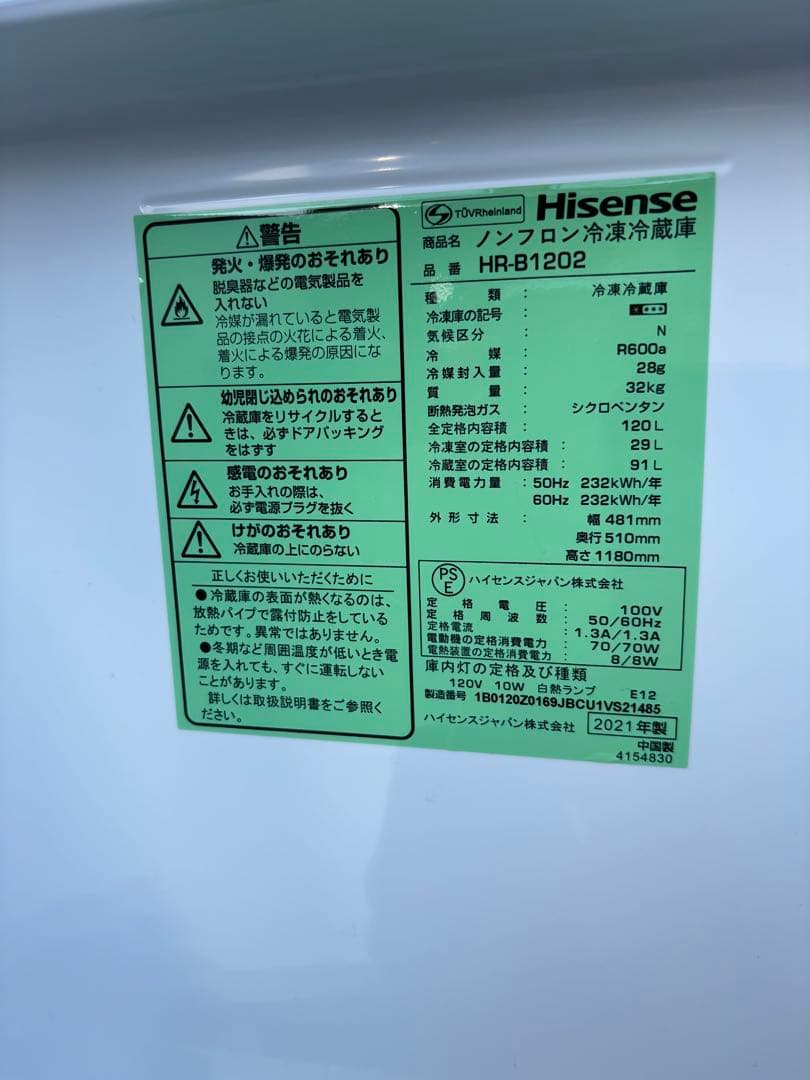 ⚠警告
発火・爆発のおそれあり
脱臭器などの電気製品を
入れない
冷媒が漏れていると電気製
品の接点の火花による着火、
着火による爆発の原因にな
ります。
幼児閉じ込められのおそれあり
冷蔵庫をリサイクルすると
きは、必ずドアパッキング
をはずす
感電のおそれあり
お手入れの際は、
必ず電源プラグを抜く
けがのおそれあり
冷蔵庫の上にのらない
正しくお使いいただくために
●冷蔵庫の表面が熱くなるのは、
放熱パイプで露付防止をしている
ためです。異常ではありません。
●冬期など周囲温度が低いとき電
源を入れても、すぐに運転しない
ことがあります。
詳しくは取扱説明書をご参照く
ださい。
TÜVRheinland Hisense
商品名 ノンフロン冷凍冷蔵庫
品番 HR-B1202
種類 : 冷凍冷蔵庫
冷凍庫の記号 : ＊＊＊＊
気候区分 : N
冷媒 : R600a
冷媒封入量 : 28g
質量 : 32kg
断熱発泡ガス : シクロペンタン
全定格内容積 : 120L
冷凍室の定格内容積 : 29L
冷蔵室の定格内容積 : 91L
消費電力量 : 50Hz 232kWh/年
60Hz 232kWh/年
外形寸法 : 幅 481mm
奥行 510mm
高さ 1180mm
PSE ハイセンスジャパン株式会社
定格電圧 : 100V
定格周波数 : 50/60Hz
定格電流 : 1.3A/1.3A
電動機の定格消費電力 : 70/70W
電熱装置の定格消費電力 : 8/8W
庫内灯の定格及び種類
120V 10W 白熱ランプ E12
製造番号 1B0120Z0169JBCU1VS21485
ハイセンスジャパン株式会社 2021年製
中国製
4154830